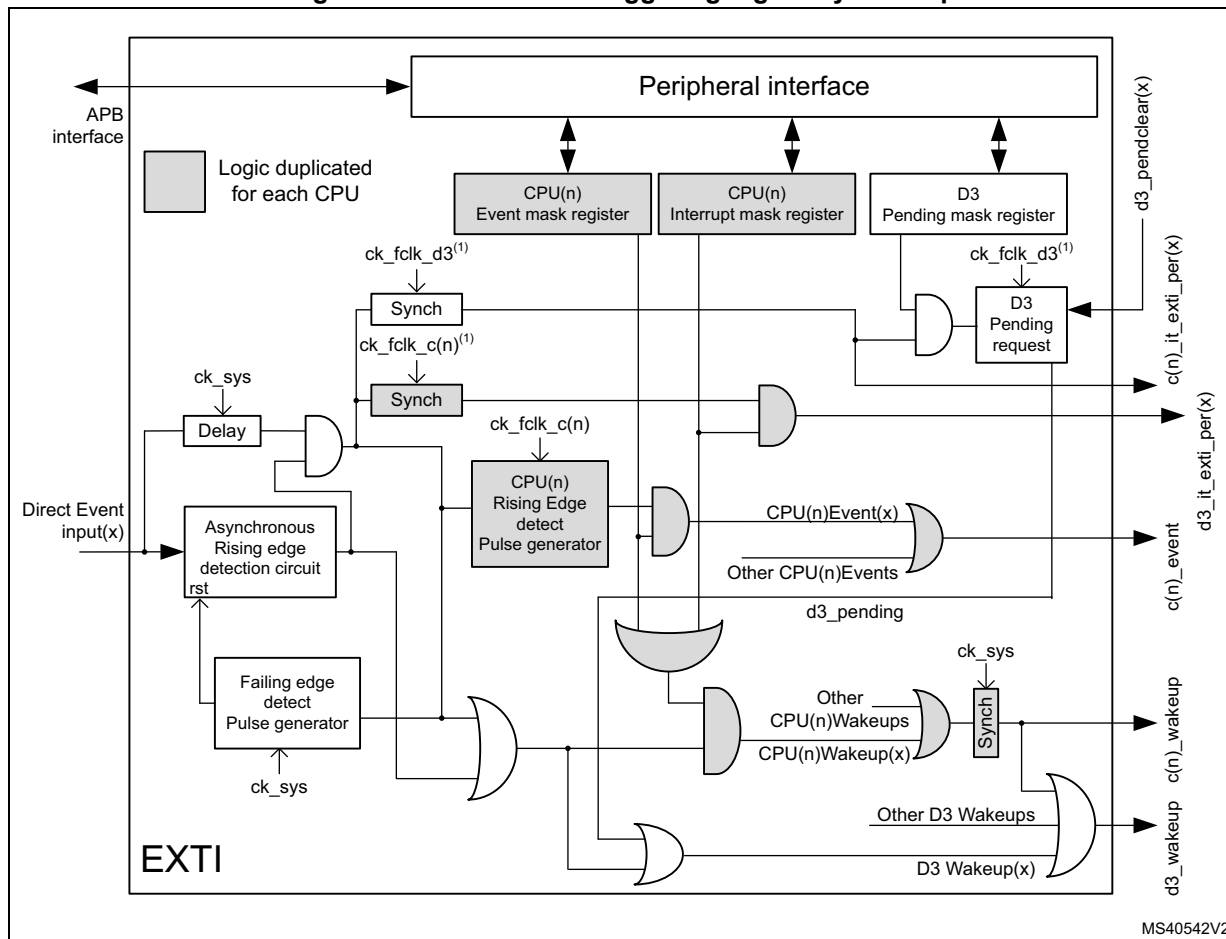 Peripheral interface
APB
interface
Logic duplicated
for each CPU
CPU(n)
Event mask register
CPU(n)
Interrupt mask register
D3
Pending mask register
d3_pendclear(x)
ck_fclk_d3(1)
Synch
ck_fclk_d3(1)
D3
Pending
request
c(n)_it_exti_per(x)
ck_fclk_c(n)(1)
Synch
ck_sys
Delay
d3_it_exti_per(x)
ck_fclk_c(n)
CPU(n)
Rising Edge
detect
Pulse generator
Direct Event
input(x)
Asynchronous
Rising edge
detection circuit
rst
CPU(n)Event(x)
Other CPU(n)Events
c(n)_event
d3_pending
Failing edge
detect
Pulse generator
ck_sys
Other
CPU(n)Wakeups
CPU(n)Wakeup(x)
ck_sys
Synch
c(n)_wakeup
Other D3 Wakeups
D3 Wakeup(x)
d3_wakeup
EXTI
MS40542V2